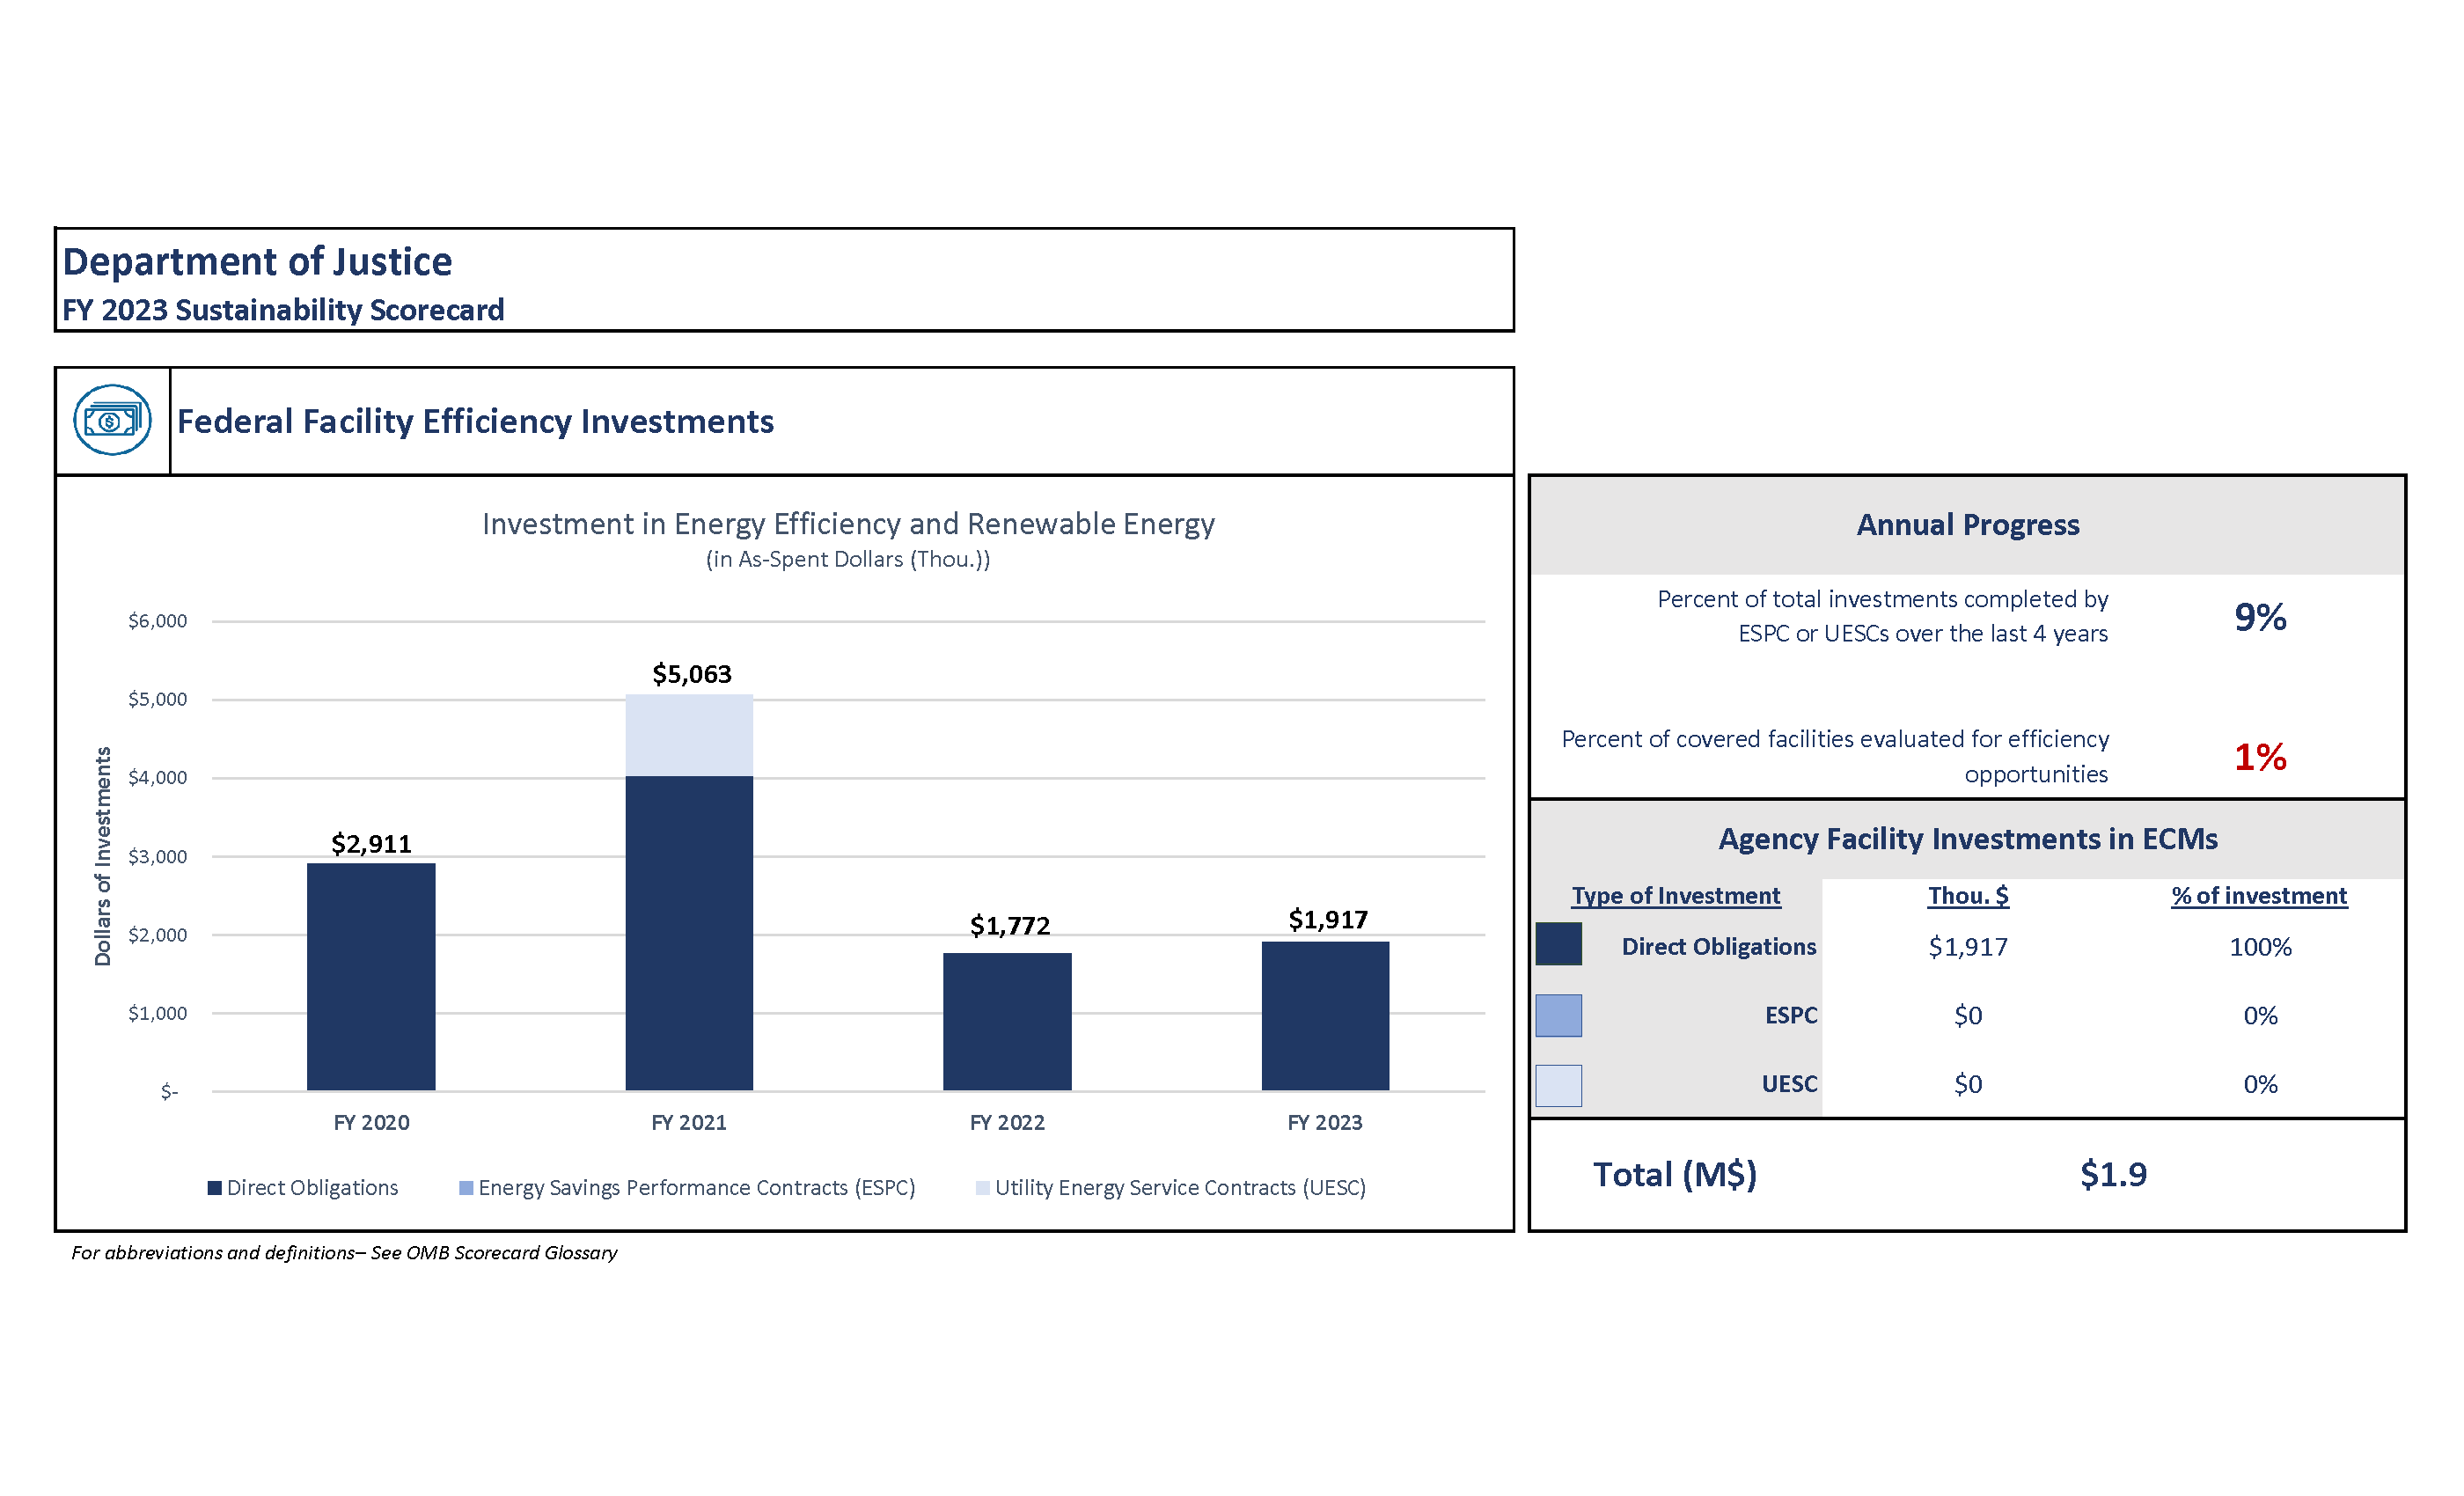 Department of Justice
FY 2023 Sustainability Scorecard
Federal Facility Efficiency Investments
Investment in Energy Efficiency and Renewable Energy
(in As-Spent Dollars (Thou.))
Dollars of Investments
$6,000
$5,000
$4,000
$3,000
$2,000
$1,000
$-
$2,911
$5,063
$1,772
$1,917
FY 2020
FY 2021
FY 2022
FY 2023
Direct Obligations
Energy Savings Performance Contracts (ESPC)
Utility Energy Service Contracts (UESC)
For abbreviations and definitions– See OMB Scorecard Glossary
Annual Progress
Percent of total investments completed by
ESPC or UESCs over the last 4 years
9%
Percent of covered facilities evaluated for efficiency
opportunities
1%
Agency Facility Investments in ECMs
Type of Investment Thou. $ % of investment
Direct Obligations $1,917 100%
ESPC $0 0%
UESC $0 0%
Total (M$) $1.9